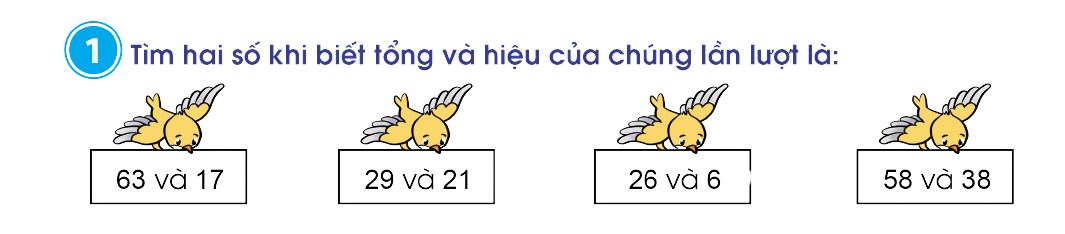 1 Tìm hai số khi biết tổng và hiệu của chúng lần lượt là:
63 và 17
29 và 21
26 và 6
58 và 38